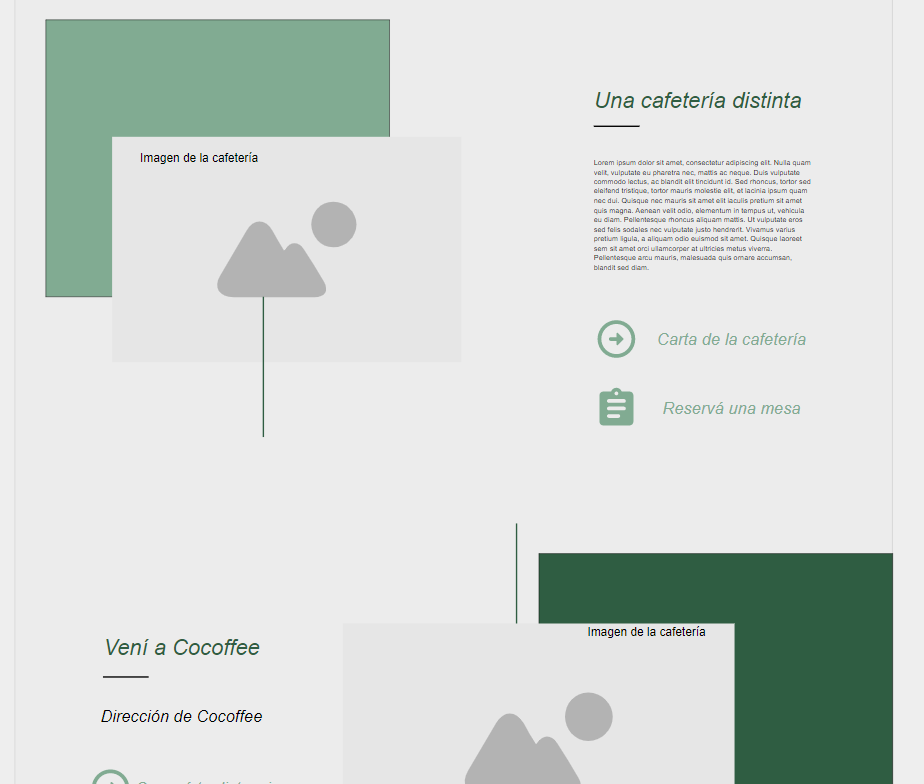 Imagen de la cafetería
Una cafetería distinta
Lorem ipsum dolor sit amet, consectetur adipiscing elit. Nulla quam
velit, vulputate eu pharetra nec, mattis ac neque. Duis vulputate
commodo lectus, ac blandit elit tincidunt id. Sed rhoncus, tortor sed
eleifend tristique, tortor mauris molestie elit, et lacinia ipsum quam
nec dui. Quisque nec mauris sit amet elit iaculis pretium sit amet
quis magna. Aenean velit odio, elementum in tempus ut, vehicula
eu diam. Pellentesque rhoncus aliquam mattis. Ut vulputate eros
sed felis sodales nec vulputate justo hendrerit. Vivamus varius
pretium ligula, a aliquam odio euismod sit amet. Quisque laoreet
sem sit amet orci ullamcorper at ultricies metus viverra.
Pellentesque arcu mauris, malesuada quis ornare accumsan,
blandit sed diam.
Carta de la cafetería
Reservá una mesa
Imagen de la cafetería
Vení a Cocoffee
Dirección de Cocoffee